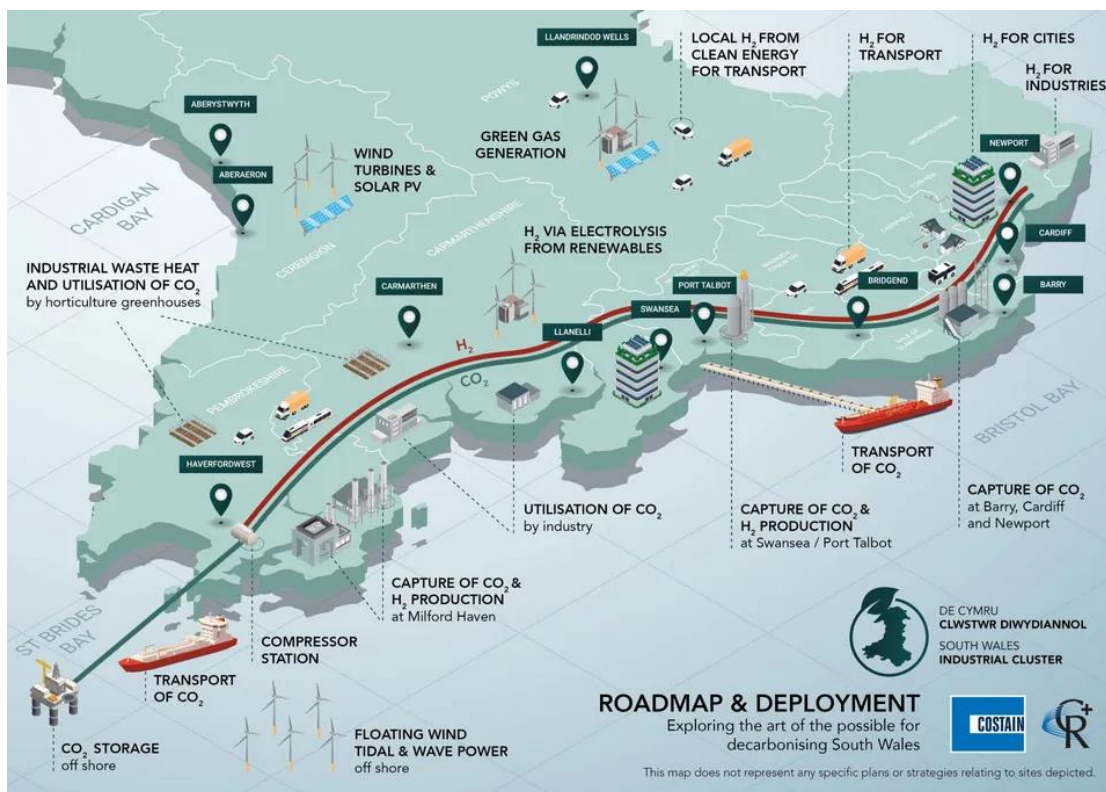 LLANDRINDOD WELLS
LOCAL H₂ FROM
CLEAN ENERGY
FOR TRANSPORT
H₂ FOR
TRANSPORT
H₂ FOR CITIES
H₂ FOR
INDUSTRIES
POWYS
ABERYSTWYTH
WIND
TURBINES &
SOLAR PV
GREEN GAS
GENERATION
NEWPORT
ABERAERON
CARDIGAN
BAY
CEREDIGION
CARMARTHENSHIRE
H₂ VIA ELECTROLYSIS
FROM RENEWABLES
CARDIFF
INDUSTRIAL WASTE HEAT
AND UTILISATION OF CO₂
by horticulture greenhouses
CARMARTHEN
PORT TALBOT
BRIDGEND
BARRY
SWANSEA
LLANELLI
H₂
CO₂
PEMBROKESHIRE
BRISTOL BAY
HAVERFORDWEST
TRANSPORT
OF CO₂
UTILISATION OF CO₂
by industry
CAPTURE OF CO₂ &
H₂ PRODUCTION
at Swansea / Port Talbot
CAPTURE OF CO₂
at Barry, Cardiff
and Newport
CAPTURE OF CO₂ &
H₂ PRODUCTION
at Milford Haven
ST BRIDES
BAY
COMPRESSOR
STATION
TRANSPORT
OF CO₂
CO₂ STORAGE
off shore
FLOATING WIND
TIDAL & WAVE POWER
off shore
DE CYMRU
CLWSTWR DIWYDIANNOL
SOUTH WALES
INDUSTRIAL CLUSTER
ROADMAP & DEPLOYMENT
Exploring the art of the possible for
decarbonising South Wales
COSTAIN
CR+
This map does not represent any specific plans or strategies relating to sites depicted.